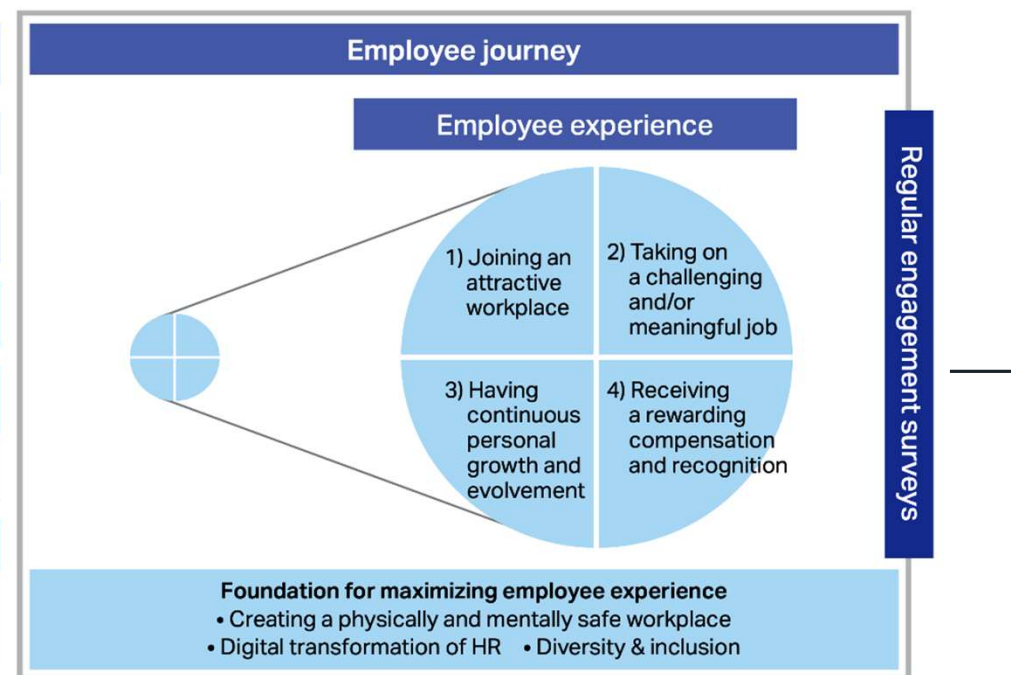 Employee journey
Employee experience
1) Joining an
attractive
workplace
2) Taking on
a challenging
and/or
meaningful job
3) Having
continuous
personal
growth and
evolvement
4) Receiving
a rewarding
compensation
and recognition
Regular engagement surveys
Foundation for maximizing employee experience
• Creating a physically and mentally safe workplace
• Digital transformation of HR • Diversity & inclusion